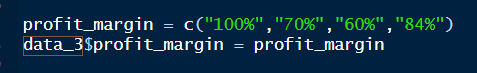 profit_margin = c("100%","70%","60%","84%")
data_3$profit_margin = profit_margin